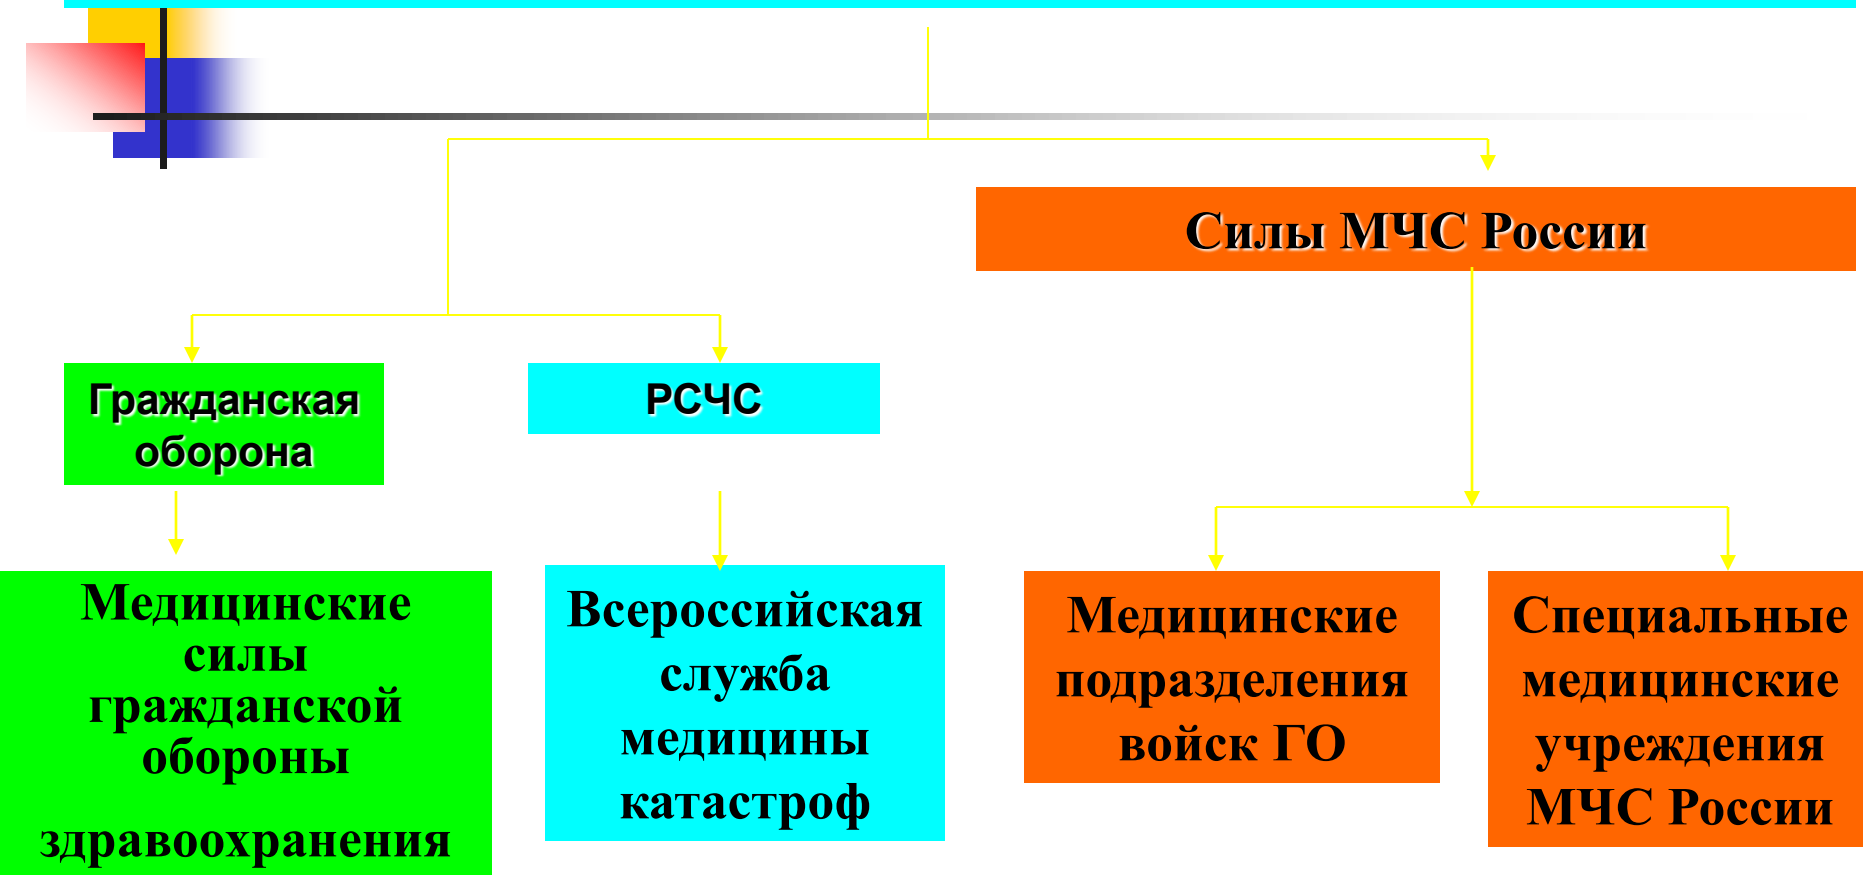 Силы МЧС России
Гражданская
оборона
РСЧС
Медицинские
силы
гражданской
обороны
здравоохранения
Всероссийская
служба
медицины
катастроф
Медицинские
подразделения
войск ГО
Специальные
медицинские
учреждения
МЧС России